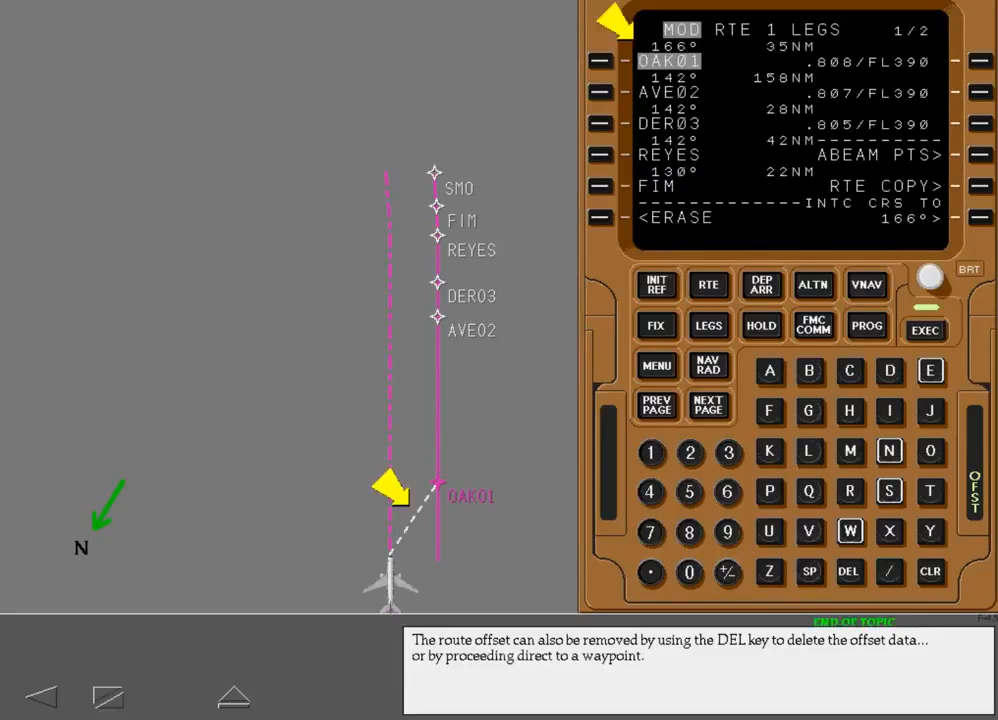 MOD RTE 1 LEGS 1/2
166° 35NM
OAK01 .808/FL390
142° 158NM
AVE02 .807/FL390
142° 28NM
DER03 .805/FL390
142° 42NM----------
REYES ABEAM PTS>
130° 22NM
FIM RTE COPY>
------------INTC CRS TO
<ERASE 166°>
SMO
FIM
REYES
DER03
AVE02
OAK01
N
BRT
INIT REF RTE DEP ARR ALTN VNAV
FIX LEGS HOLD FMC COMM PROG EXEC
MENU NAV RAD
PREV PAGE NEXT PAGE
A B C D E
F G H I J
1 2 3 K L M N O
4 5 6 P Q R S T
7 8 9 U V W X Y
. 0 +/- Z SP DEL / CLR
OFST
END OF TOPIC
The route offset can also be removed by using the DEL key to delete the offset data...
or by proceeding direct to a waypoint.